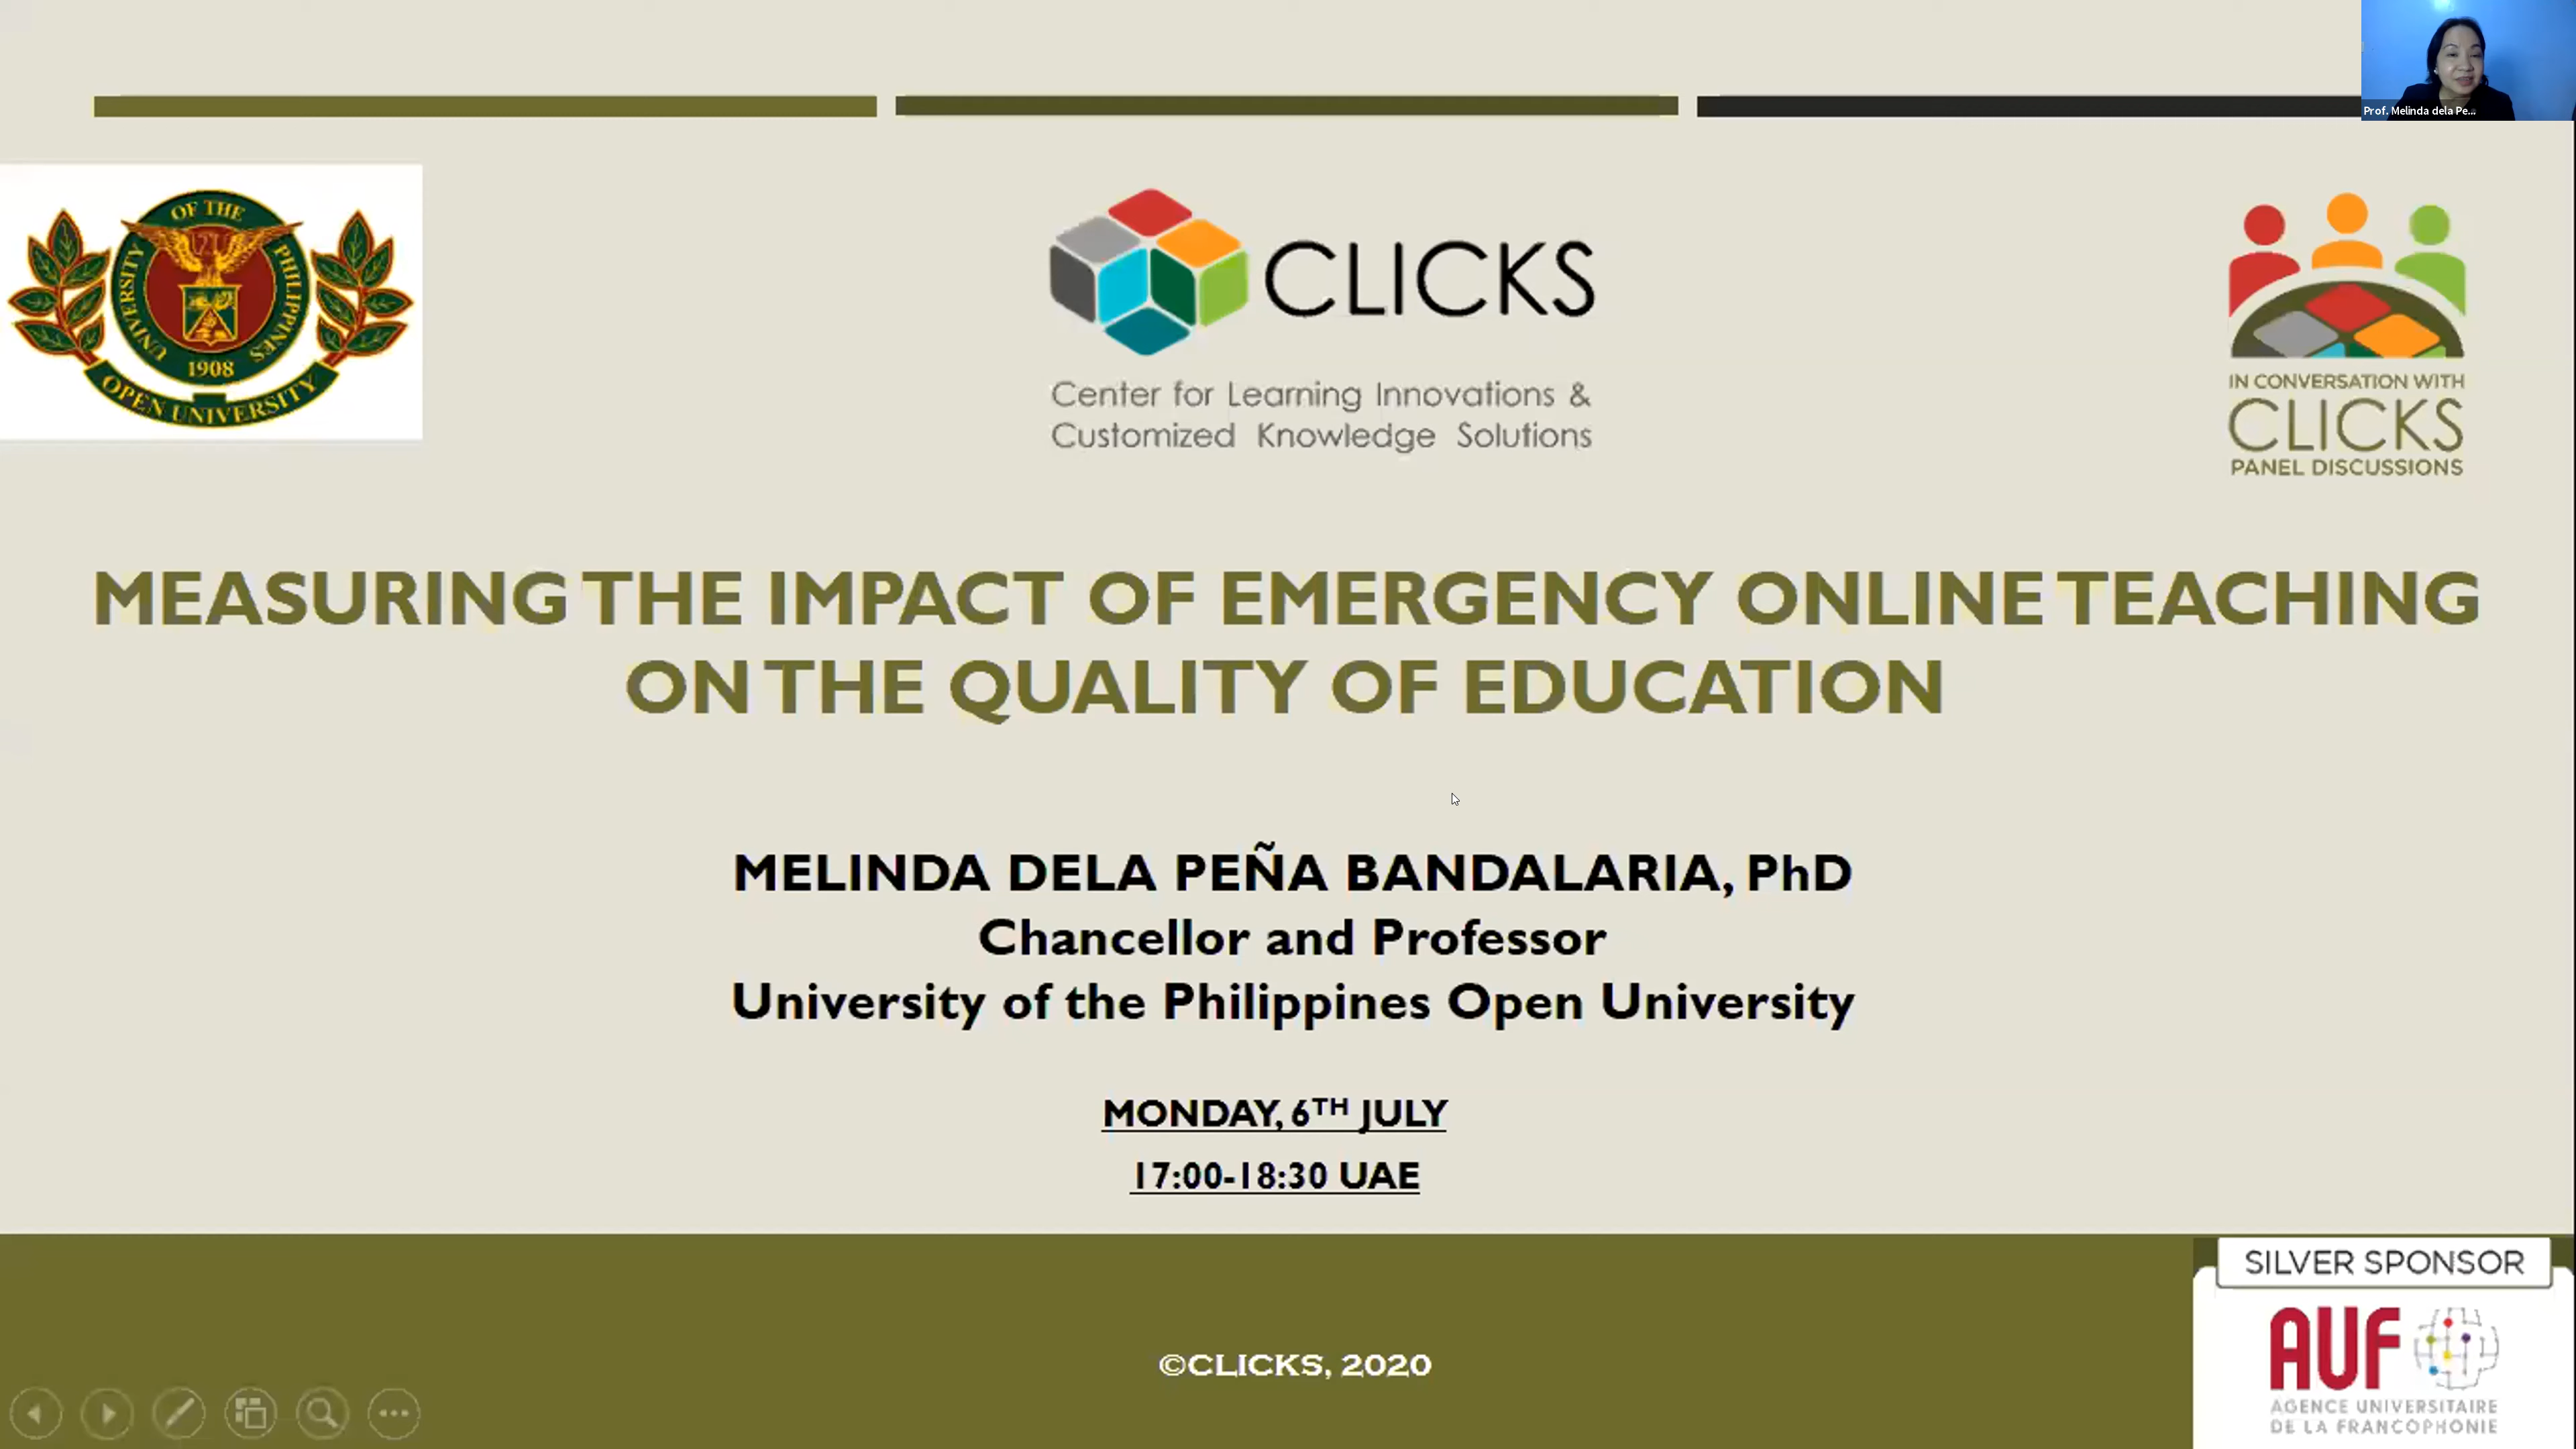 Prof. Melinda dela Pe...
UNIVERSITY OF THE PHILIPPINES
1908
OPEN UNIVERSITY
CLICKS
Center for Learning Innovations &
Customized Knowledge Solutions
IN CONVERSATION WITH
CLICKS
PANEL DISCUSSIONS
MEASURING THE IMPACT OF EMERGENCY ONLINE TEACHING
ON THE QUALITY OF EDUCATION
MELINDA DELA PEÑA BANDALARIA, PhD
Chancellor and Professor
University of the Philippines Open University
MONDAY, 6TH JULY
17:00-18:30 UAE
SILVER SPONSOR
AUF
AGENCE UNIVERSITAIRE
DE LA FRANCOPHONIE
©CLICKS, 2020